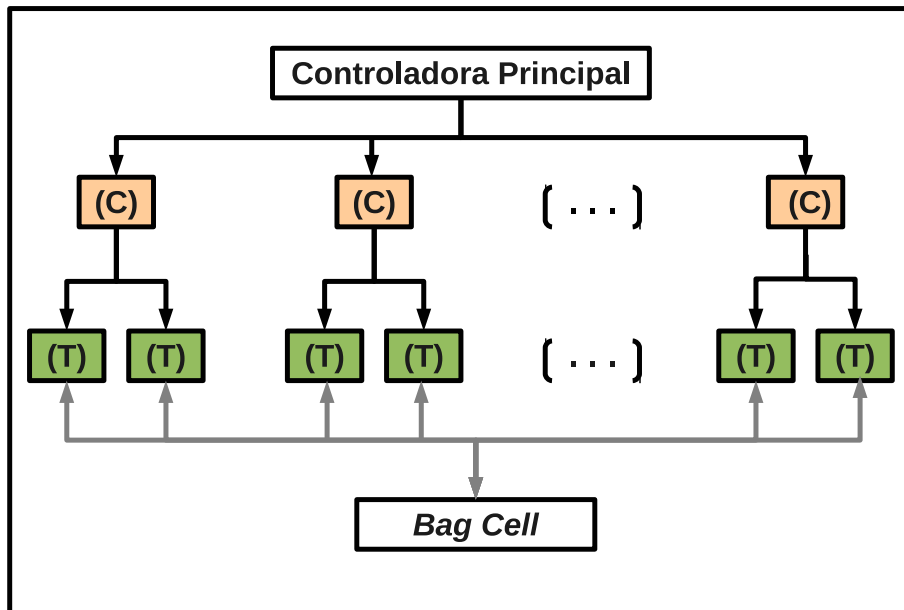 Controladora Principal
(C) (C) [ . . . ] (C)
(T) (T) (T) (T) [ . . . ] (T) (T)
Bag Cell